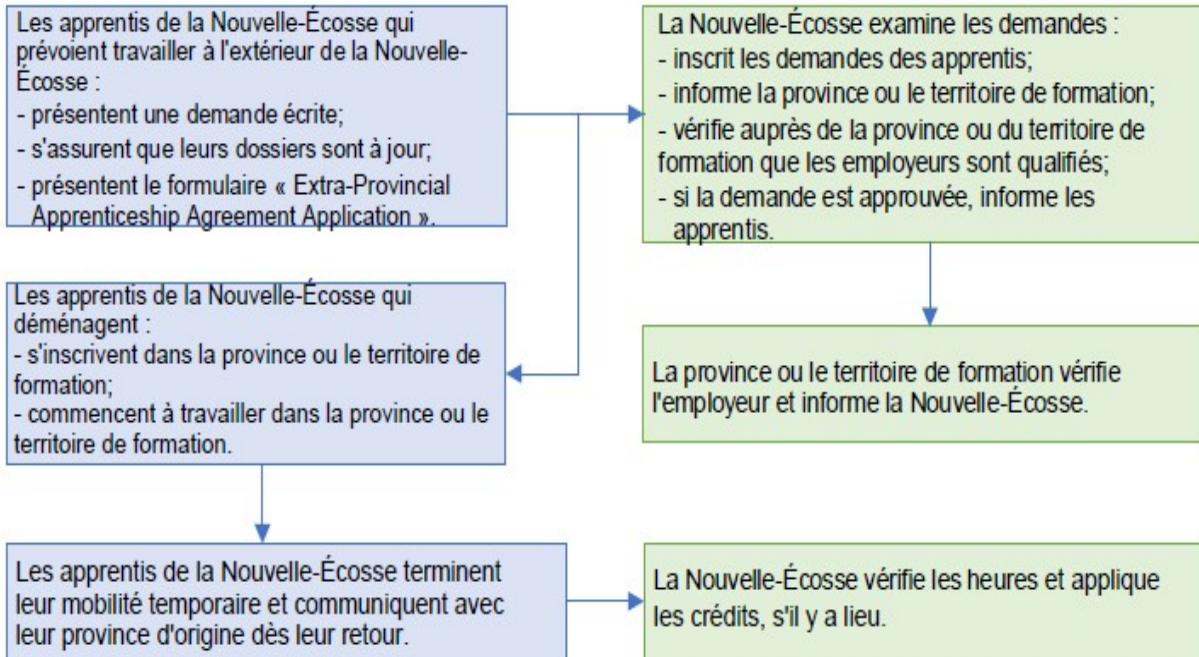 Les apprentis de la Nouvelle-Écosse qui
prévoient travailler à l'extérieur de la Nouvelle-
Écosse :
- présentent une demande écrite;
- s'assurent que leurs dossiers sont à jour;
- présentent le formulaire « Extra-Provincial
Apprenticeship Agreement Application ».
La Nouvelle-Écosse examine les demandes :
- inscrit les demandes des apprentis;
- informe la province ou le territoire de formation;
- vérifie auprès de la province ou du territoire de
formation que les employeurs sont qualifiés;
- si la demande est approuvée, informe les
apprentis.
Les apprentis de la Nouvelle-Écosse qui
déménagent :
- s'inscrivent dans la province ou le territoire de
formation;
- commencent à travailler dans la province ou le
territoire de formation.
La province ou le territoire de formation vérifie
l'employeur et informe la Nouvelle-Écosse.
Les apprentis de la Nouvelle-Écosse terminent
leur mobilité temporaire et communiquent avec
leur province d'origine dès leur retour.
La Nouvelle-Écosse vérifie les heures et applique
les crédits, s'il y a lieu.